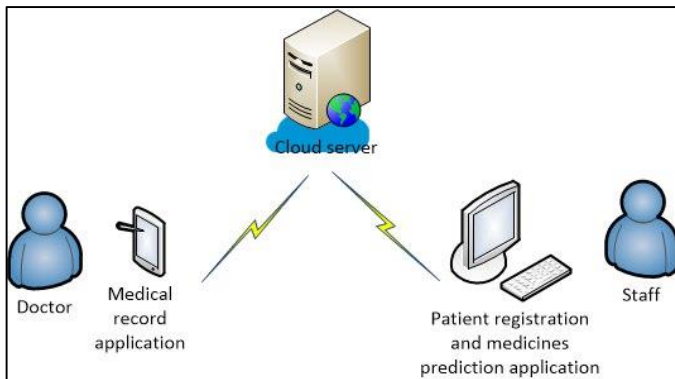 Cloud server
Doctor
Medical
record
application
Patient registration
and medicines
prediction application
Staff